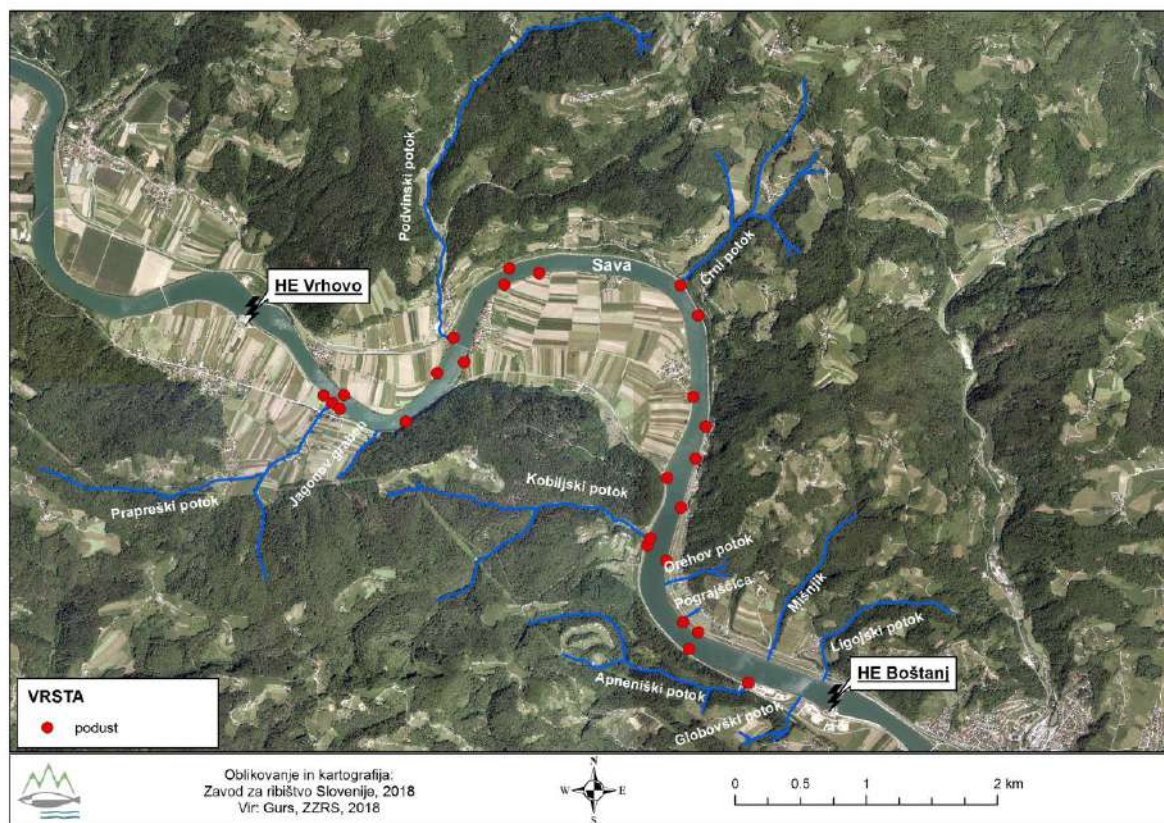 Podvinski potok
Črni potok
Sava
HE Vrhovo
Jagonjev graben
Prapreški potok
Kobiljski potok
Orehov potok
Pograjščica
Mišnjik
Ligojski potok
Apneniški potok
HE Boštanj
Globovški potok
VRSTA
podust
Oblikovanje in kartografija:
Zavod za ribištvo Slovenije, 2018
Vir: Gurs, ZZRS, 2018
N
W E
S
0 0.5 1 2 km